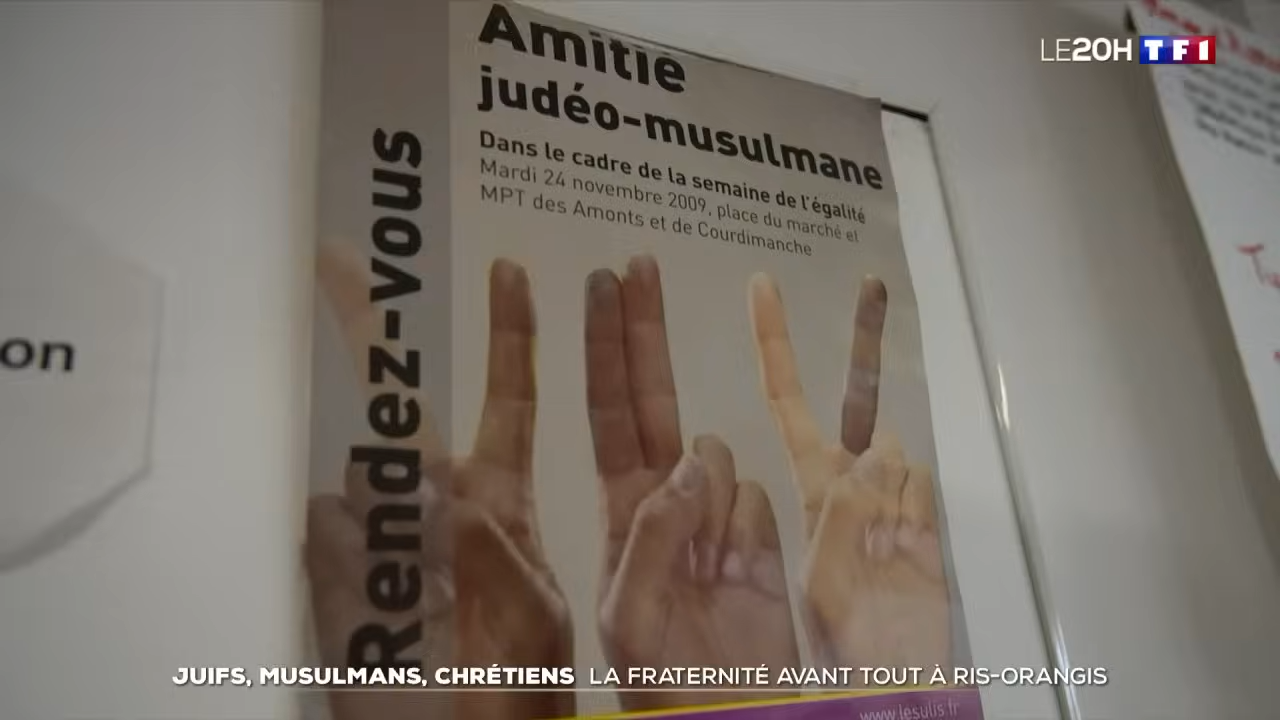 LE20H TF1
Amitié
judéo-musulmane
Dans le cadre de la semaine de l'égalité
Mardi 24 novembre 2009, place du marché et
MPT des Amonts et de Courdimanche
Rendez-vous
on
JUIFS, MUSULMANS, CHRÉTIENS LA FRATERNITÉ AVANT TOUT À RIS-ORANGIS
www.lesulis.fr